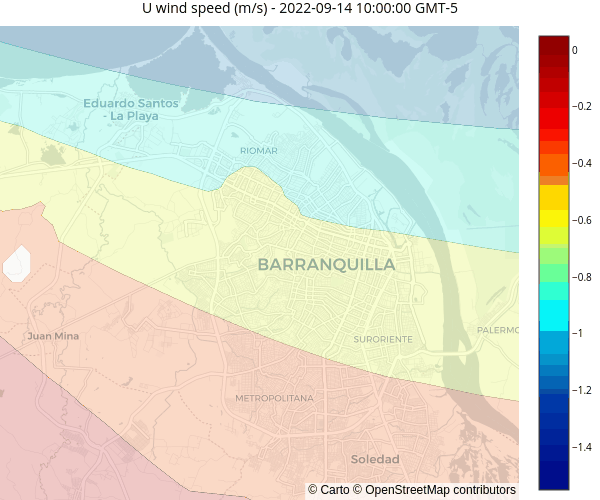 U wind speed (m/s) - 2022-09-14 10:00:00 GMT-5
0
−0.2
−0.4
−0.6
−0.8
−1
−1.2
−1.4
Eduardo Santos
- La Playa
RIOMAR
BARRANQUILLA
PALERMO
Juan Mina
SURORIENTE
METROPOLITANA
Soledad
© Carto © OpenStreetMap contributors